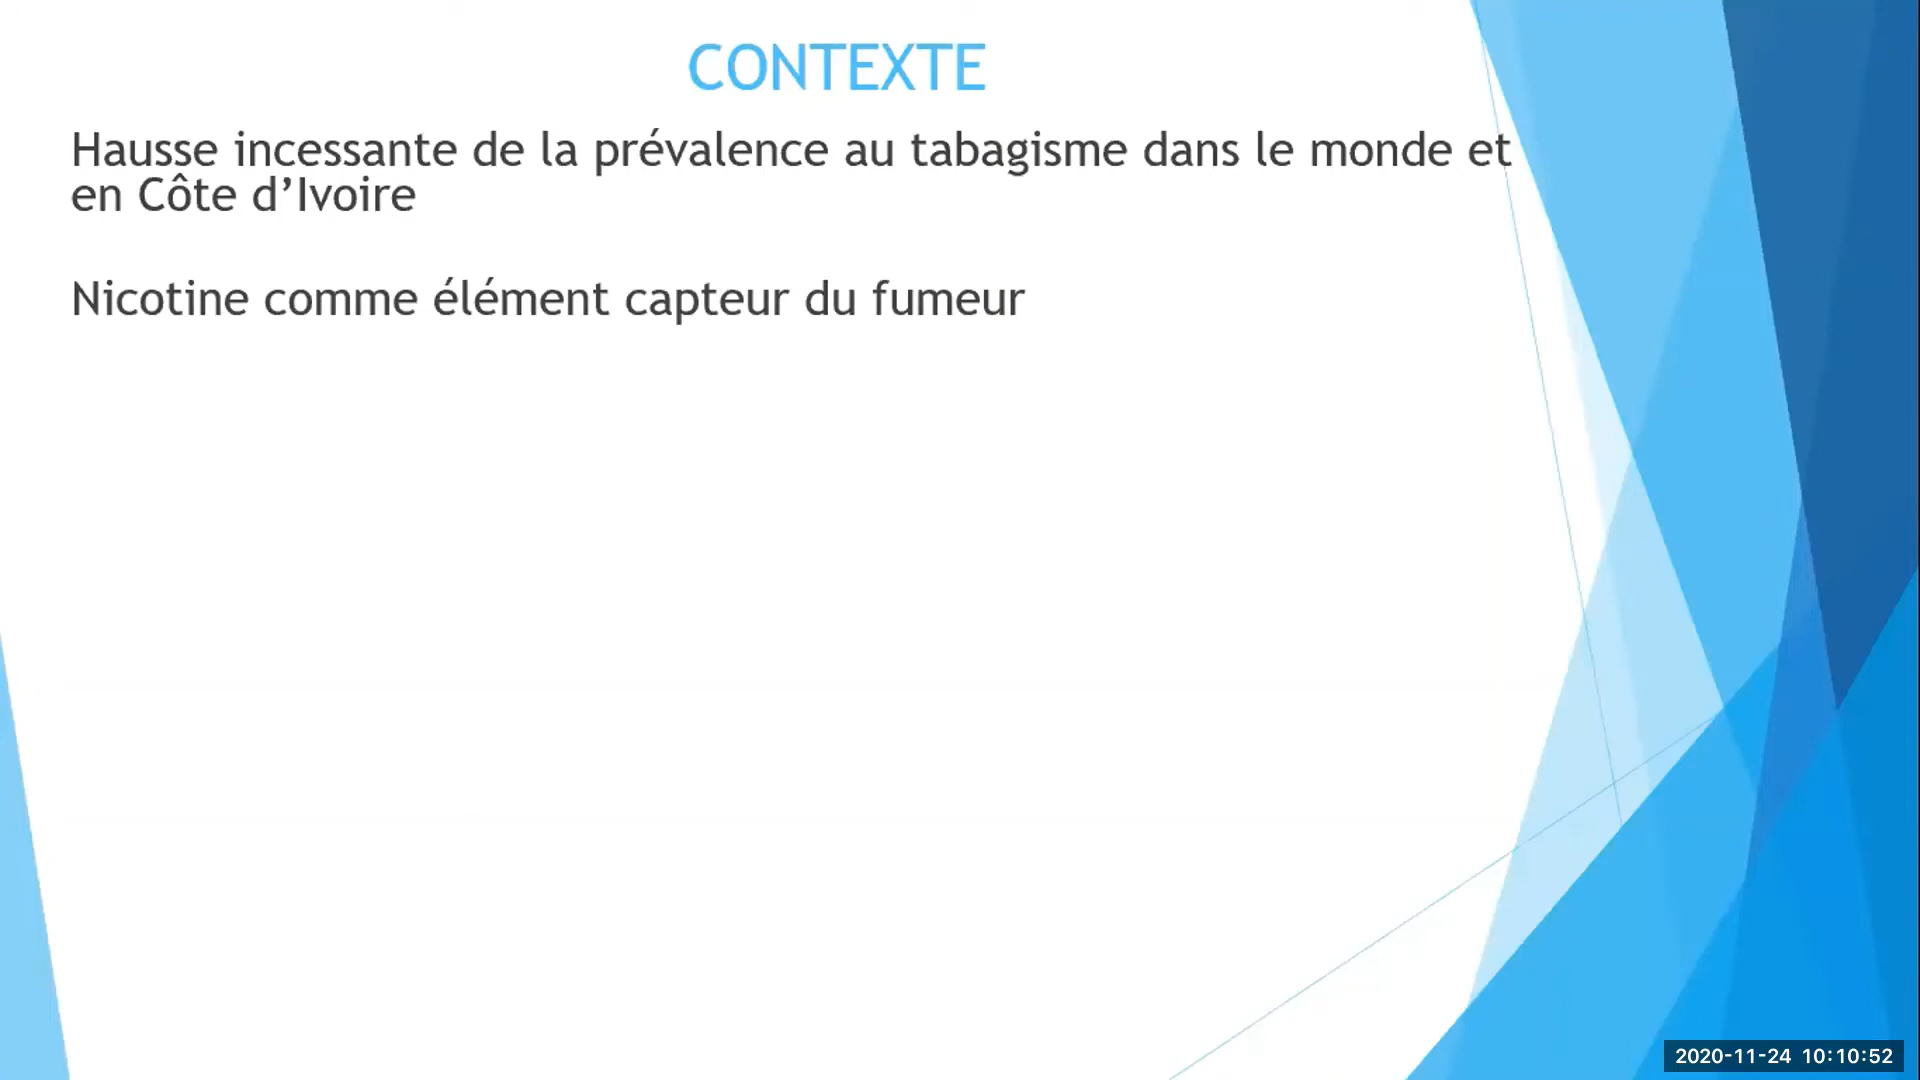 CONTEXTE
Hausse incessante de la prévalence au tabagisme dans le monde et
en Côte d’Ivoire
Nicotine comme élément capteur du fumeur
2020-11-24 10:10:52